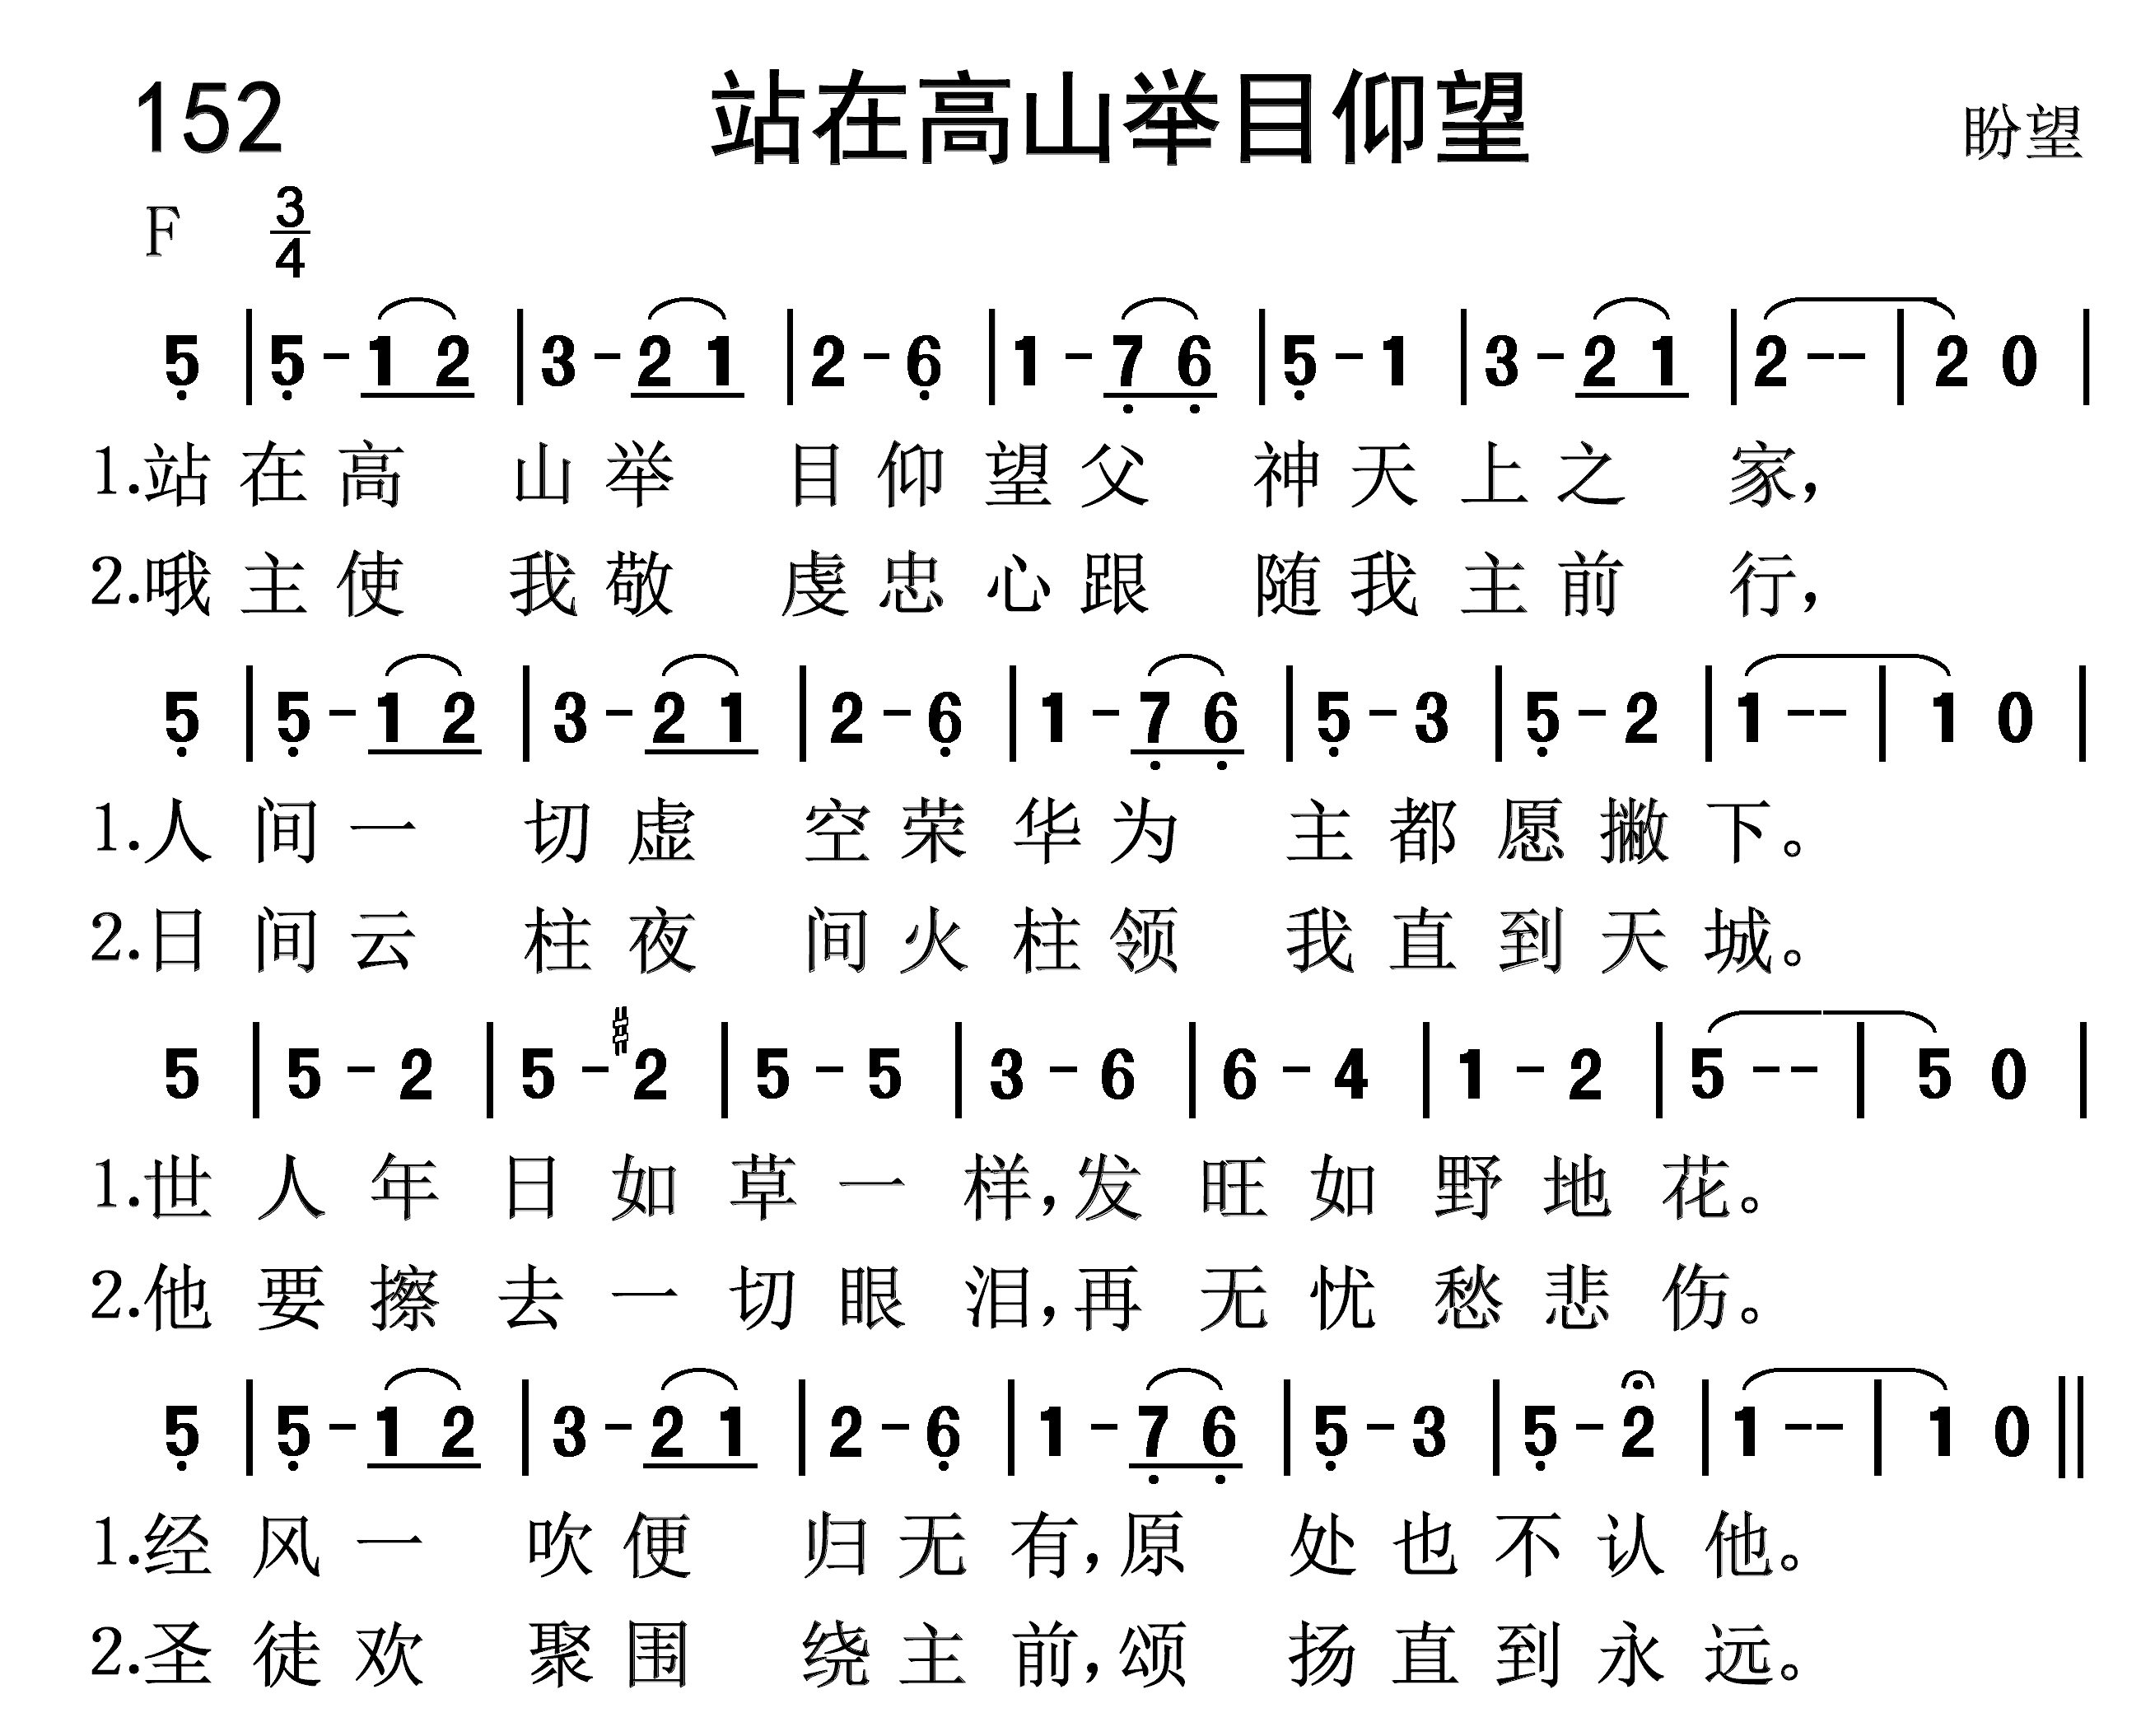 152 站在高山举目仰望 盼望
F 3/4
5̣ | 5̣ - 1 2 | 3 - 2 1 | 2 - 6̣ | 1 - 7̣ 6̣ | 5̣ - 1 | 3 - 2 1 | 2 - - | 2 0 |
1.站在高 山举 目仰望父 神天上之 家，
2.哦主使 我敬 虔忠心跟 随我主前 行，
5̣ | 5̣ - 1 2 | 3 - 2 1 | 2 - 6̣ | 1 - 7̣ 6̣ | 5̣ - 3 | 5̣ - 2 | 1 - - | 1 0 |
1.人间一 切虚 空荣华为 主都愿撇下。
2.日间云 柱夜 间火柱领 我直到天城。
5 | 5 - 2 | 5 - #2 | 5 - 5 | 3 - 6 | 6 - 4 | 1 - 2 | 5 - - | 5 0 |
1.世人年日如草一样，发旺如野地花。
2.他要擦去一切眼泪，再无忧愁悲伤。
5̣ | 5̣ - 1 2 | 3 - 2 1 | 2 - 6̣ | 1 - 7̣ 6̣ | 5̣ - 3 | 5̣ - 2 | 1 - - | 1 0 ||
1.经风一 吹便 归无有，原 处也不认他。
2.圣徒欢 聚围 绕主前，颂 扬直到永远。